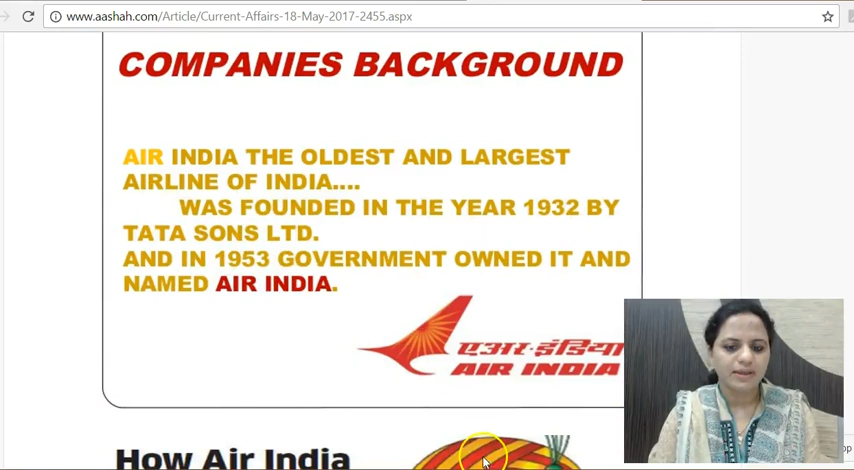 www.aashah.com/Article/Current-Affairs-18-May-2017-2455.aspx
COMPANIES BACKGROUND
AIR INDIA THE OLDEST AND LARGEST
AIRLINE OF INDIA....
WAS FOUNDED IN THE YEAR 1932 BY
TATA SONS LTD.
AND IN 1953 GOVERNMENT OWNED IT AND
NAMED AIR INDIA.
एअर-इंडिया
AIR INDIA
How Air India
op